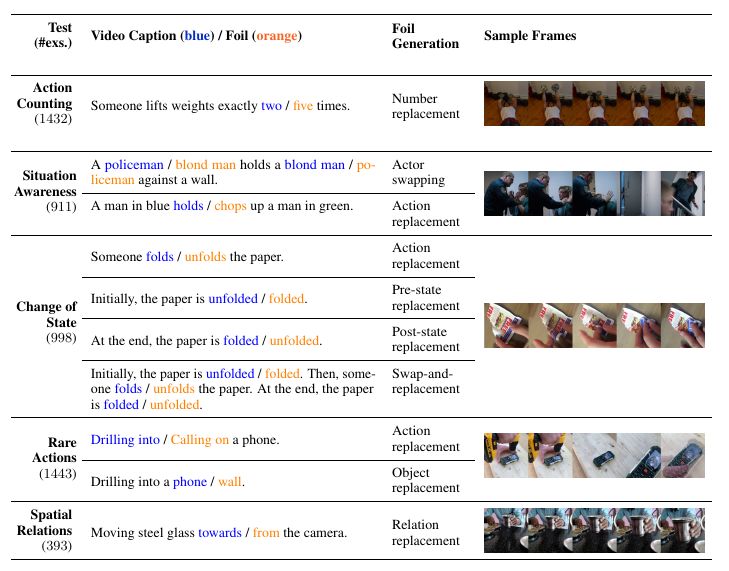 Test
(#exs.)
Video Caption (blue) / Foil (orange)
Foil
Generation
Sample Frames
Action
Counting
(1432)
Someone lifts weights exactly two / five times.
Number
replacement
Situation
Awareness
(911)
A policeman / blond man holds a blond man / po-
liceman against a wall.
Actor
swapping
A man in blue holds / chops up a man in green.
Action
replacement
Change of
State
(998)
Someone folds / unfolds the paper.
Action
replacement
Initially, the paper is unfolded / folded.
Pre-state
replacement
At the end, the paper is folded / unfolded.
Post-state
replacement
Initially, the paper is unfolded / folded. Then, some-
one folds / unfolds the paper. At the end, the paper
is folded / unfolded.
Swap-and-
replacement
Rare
Actions
(1443)
Drilling into / Calling on a phone.
Action
replacement
Drilling into a phone / wall.
Object
replacement
Spatial
Relations
(393)
Moving steel glass towards / from the camera.
Relation
replacement